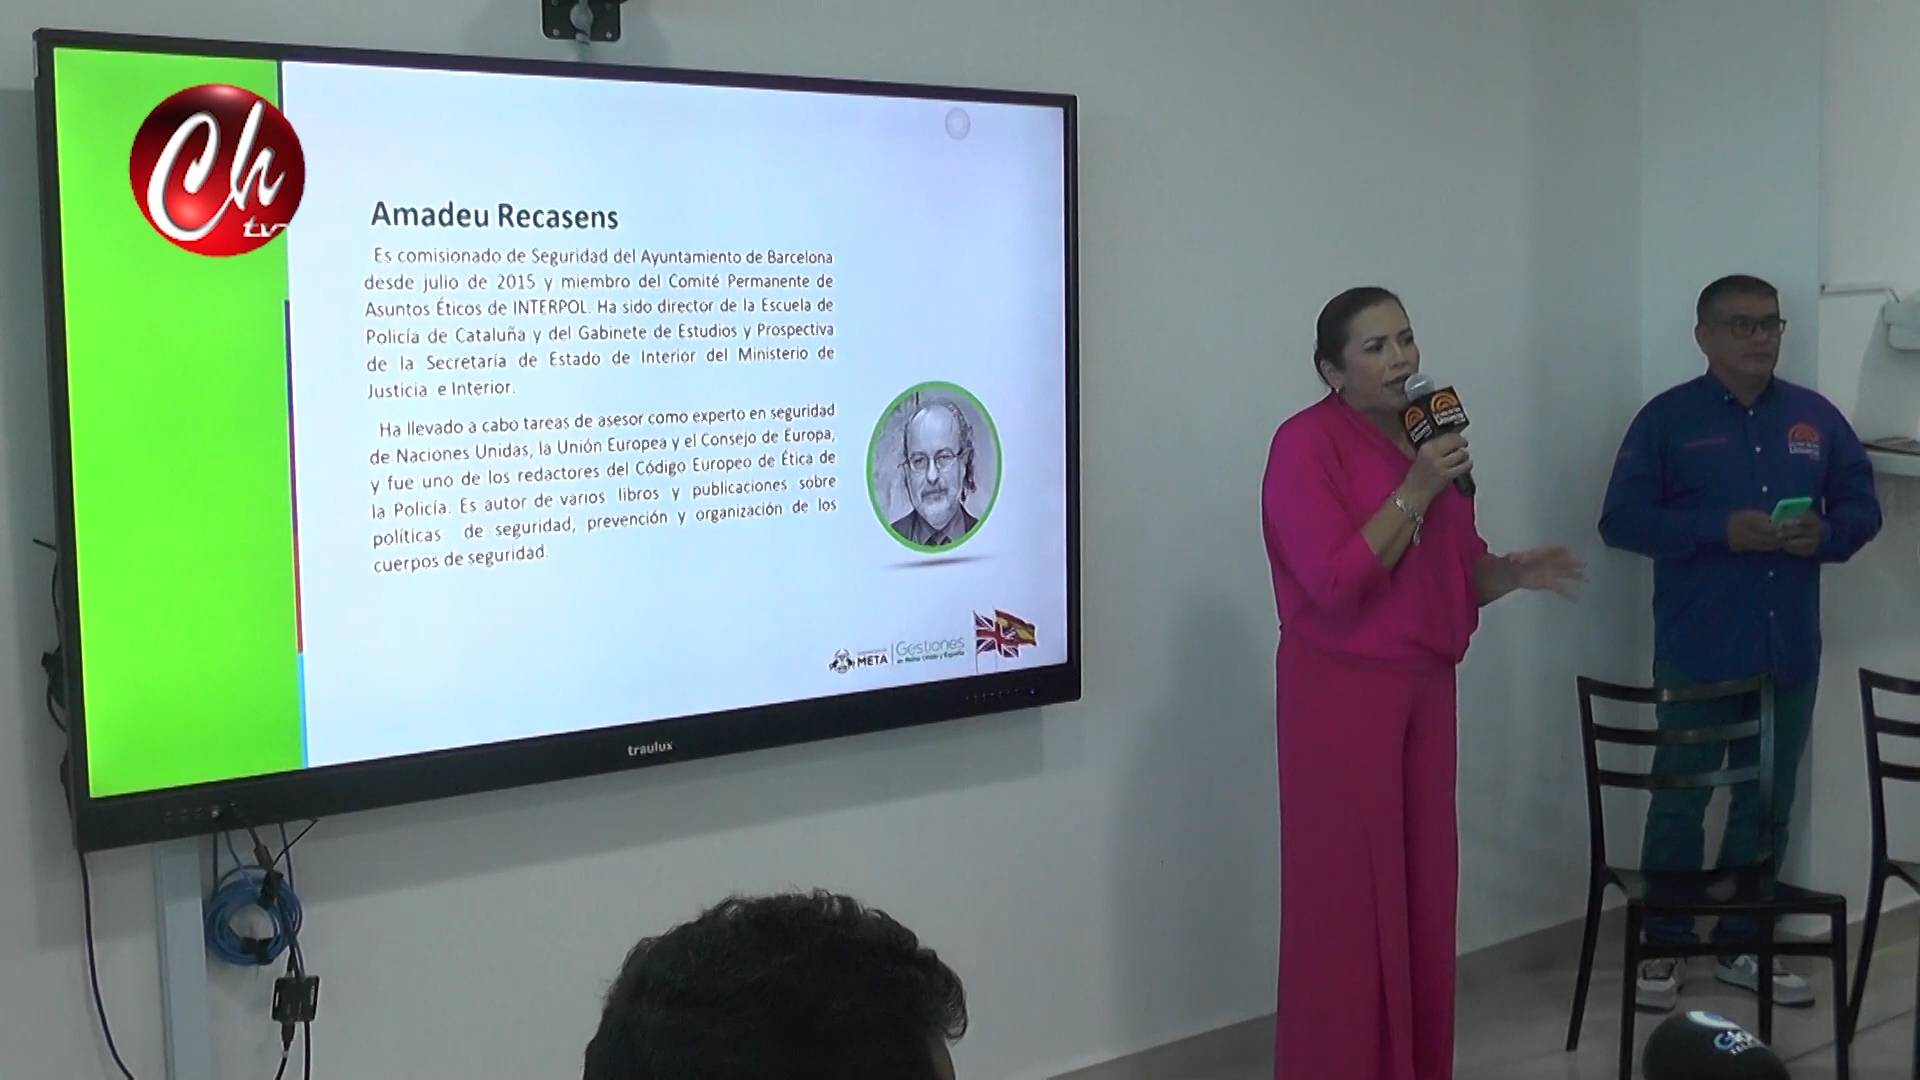 Ch
tv
Amadeu Recasens
Es comisionado de Seguridad del Ayuntamiento de Barcelona
desde julio de 2015 y miembro del Comité Permanente de
Asuntos Éticos de INTERPOL. Ha sido director de la Escuela de
Policía de Cataluña y del Gabinete de Estudios y Prospectiva
de la Secretaría de Estado de Interior del Ministerio de
Justicia e Interior.
Ha llevado a cabo tareas de asesor como experto en seguridad
de Naciones Unidas, la Unión Europea y el Consejo de Europa,
y fue uno de los redactores del Código Europeo de Ética de
la Policía. Es autor de varios libros y publicaciones sobre
políticas de seguridad, prevención y organización de los
cuerpos de seguridad.
META
Gestiones
en Reino Unido y España
traulux